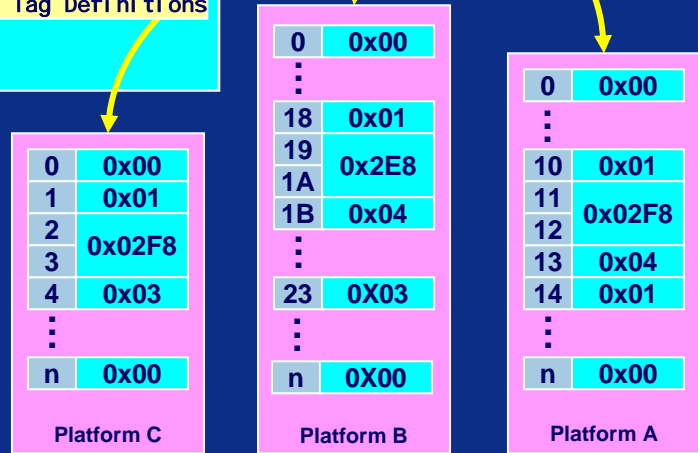 Tag Definitions
0 0x00
1 0x01
2
3
0x02F8
4 0x03
n 0x00
Platform C
0 0x00
18 0x01
19
1A
0x2E8
1B 0x04
23 0X03
n 0X00
Platform B
0 0x00
10 0x01
11
12
0x02F8
13 0x04
14 0x01
n 0x00
Platform A